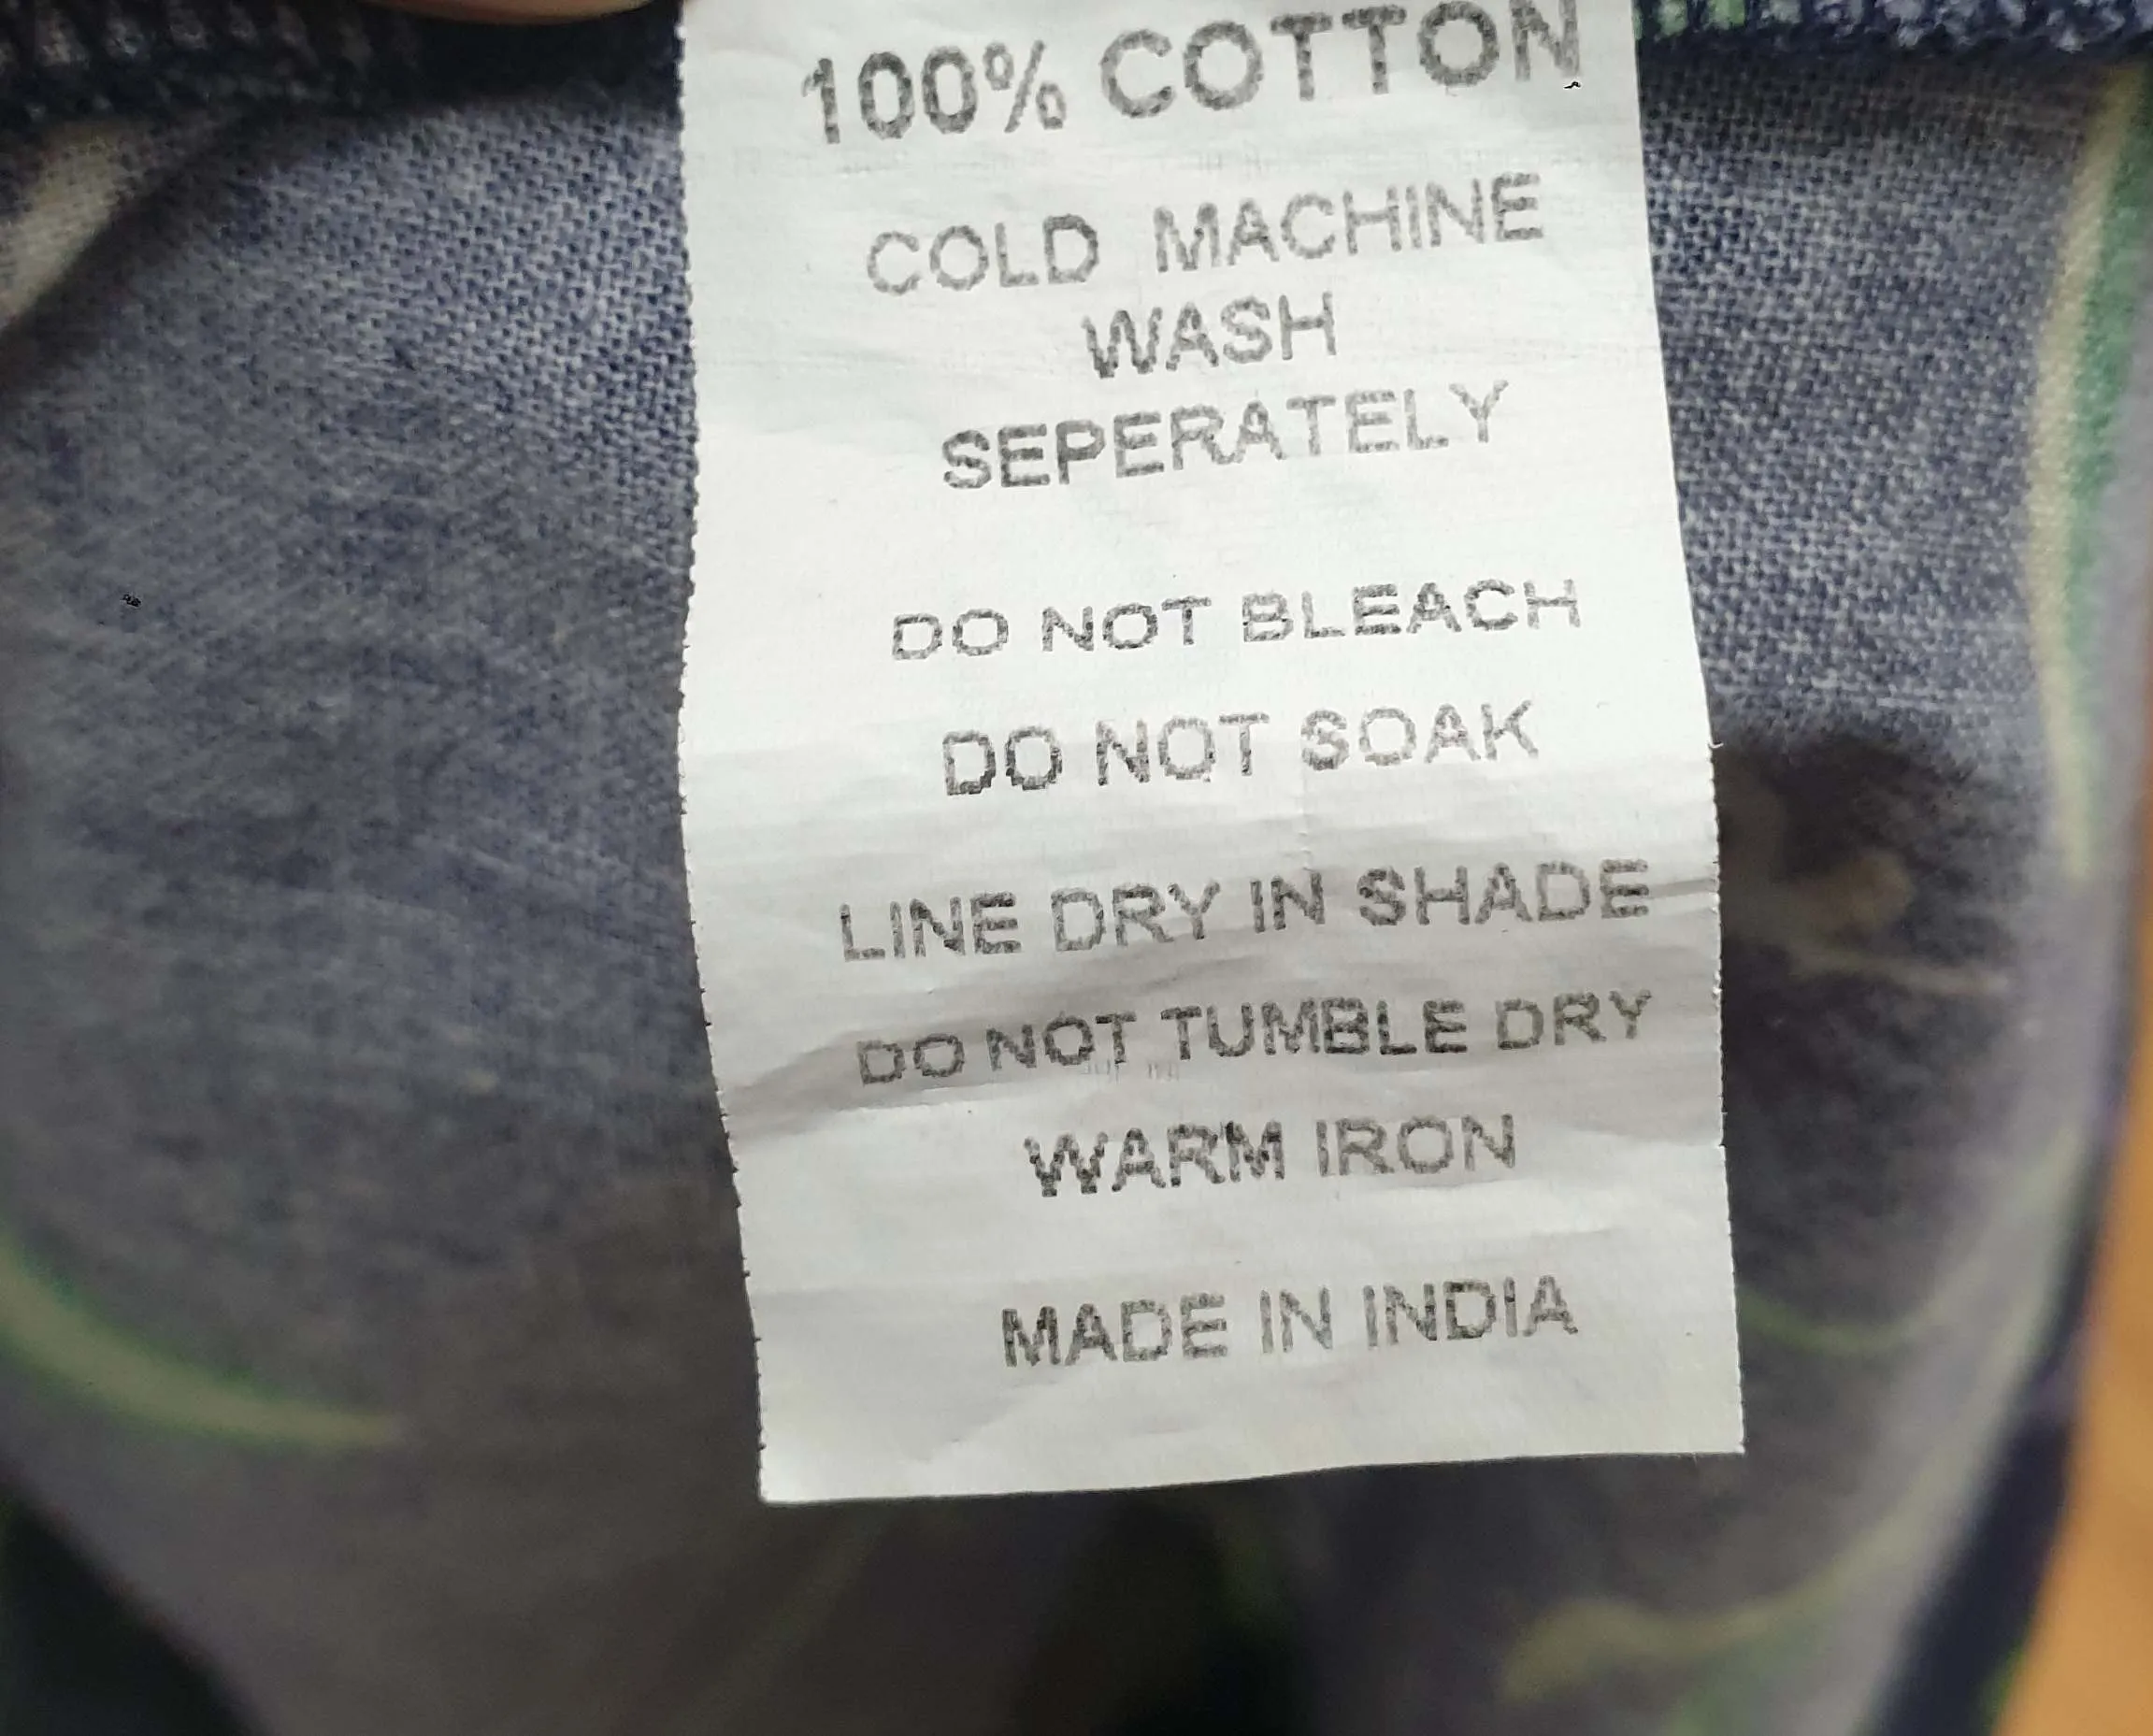 100% COTTON
COLD MACHINE
WASH
SEPERATELY
DO NOT BLEACH
DO NOT SOAK
LINE DRY IN SHADE
DO NOT TUMBLE DRY
WARM IRON
MADE IN INDIA